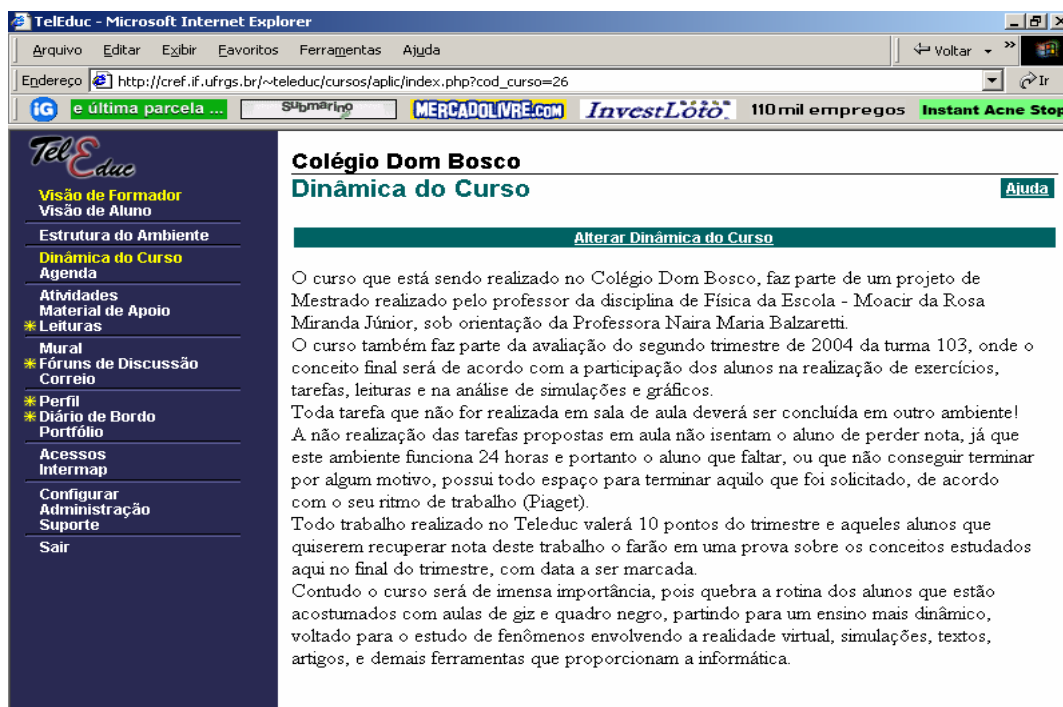 TelEduc - Microsoft Internet Explorer
Arquivo Editar Exibir Favoritos Ferramentas Ajuda
Voltar
Endereço http://cref.if.ufrgs.br/~teleduc/cursos/aplic/index.php?cod_curso=26
Ir
iG e última parcela ... Submarino MERCADOLIVRE.COM InvestLoto. 110 mil empregos Instant Acne Stop
TelEduc
Visão de Formador
Visão de Aluno
Estrutura do Ambiente
Dinâmica do Curso
Agenda
Atividades
Material de Apoio
Leituras
Mural
Fóruns de Discussão
Correio
Perfil
Diário de Bordo
Portfólio
Acessos
Intermap
Configurar
Administração
Suporte
Sair
Colégio Dom Bosco
Dinâmica do Curso
Ajuda
Alterar Dinâmica do Curso
O curso que está sendo realizado no Colégio Dom Bosco, faz parte de um projeto de
Mestrado realizado pelo professor da disciplina de Física da Escola - Moacir da Rosa
Miranda Júnior, sob orientação da Professora Naira Maria Balzaretti.
O curso também faz parte da avaliação do segundo trimestre de 2004 da turma 103, onde o
conceito final será de acordo com a participação dos alunos na realização de exercícios,
tarefas, leituras e na análise de simulações e gráficos.
Toda tarefa que não for realizada em sala de aula deverá ser concluída em outro ambiente!
A não realização das tarefas propostas em aula não isentam o aluno de perder nota, já que
este ambiente funciona 24 horas e portanto o aluno que faltar, ou que não conseguir terminar
por algum motivo, possui todo espaço para terminar aquilo que foi solicitado, de acordo
com o seu ritmo de trabalho (Piaget).
Todo trabalho realizado no Teleduc valerá 10 pontos do trimestre e aqueles alunos que
quiserem recuperar nota deste trabalho o farão em uma prova sobre os conceitos estudados
aqui no final do trimestre, com data a ser marcada.
Contudo o curso será de imensa importância, pois quebra a rotina dos alunos que estão
acostumados com aulas de giz e quadro negro, partindo para um ensino mais dinâmico,
voltado para o estudo de fenômenos envolvendo a realidade virtual, simulações, textos,
artigos, e demais ferramentas que proporcionam a informática.